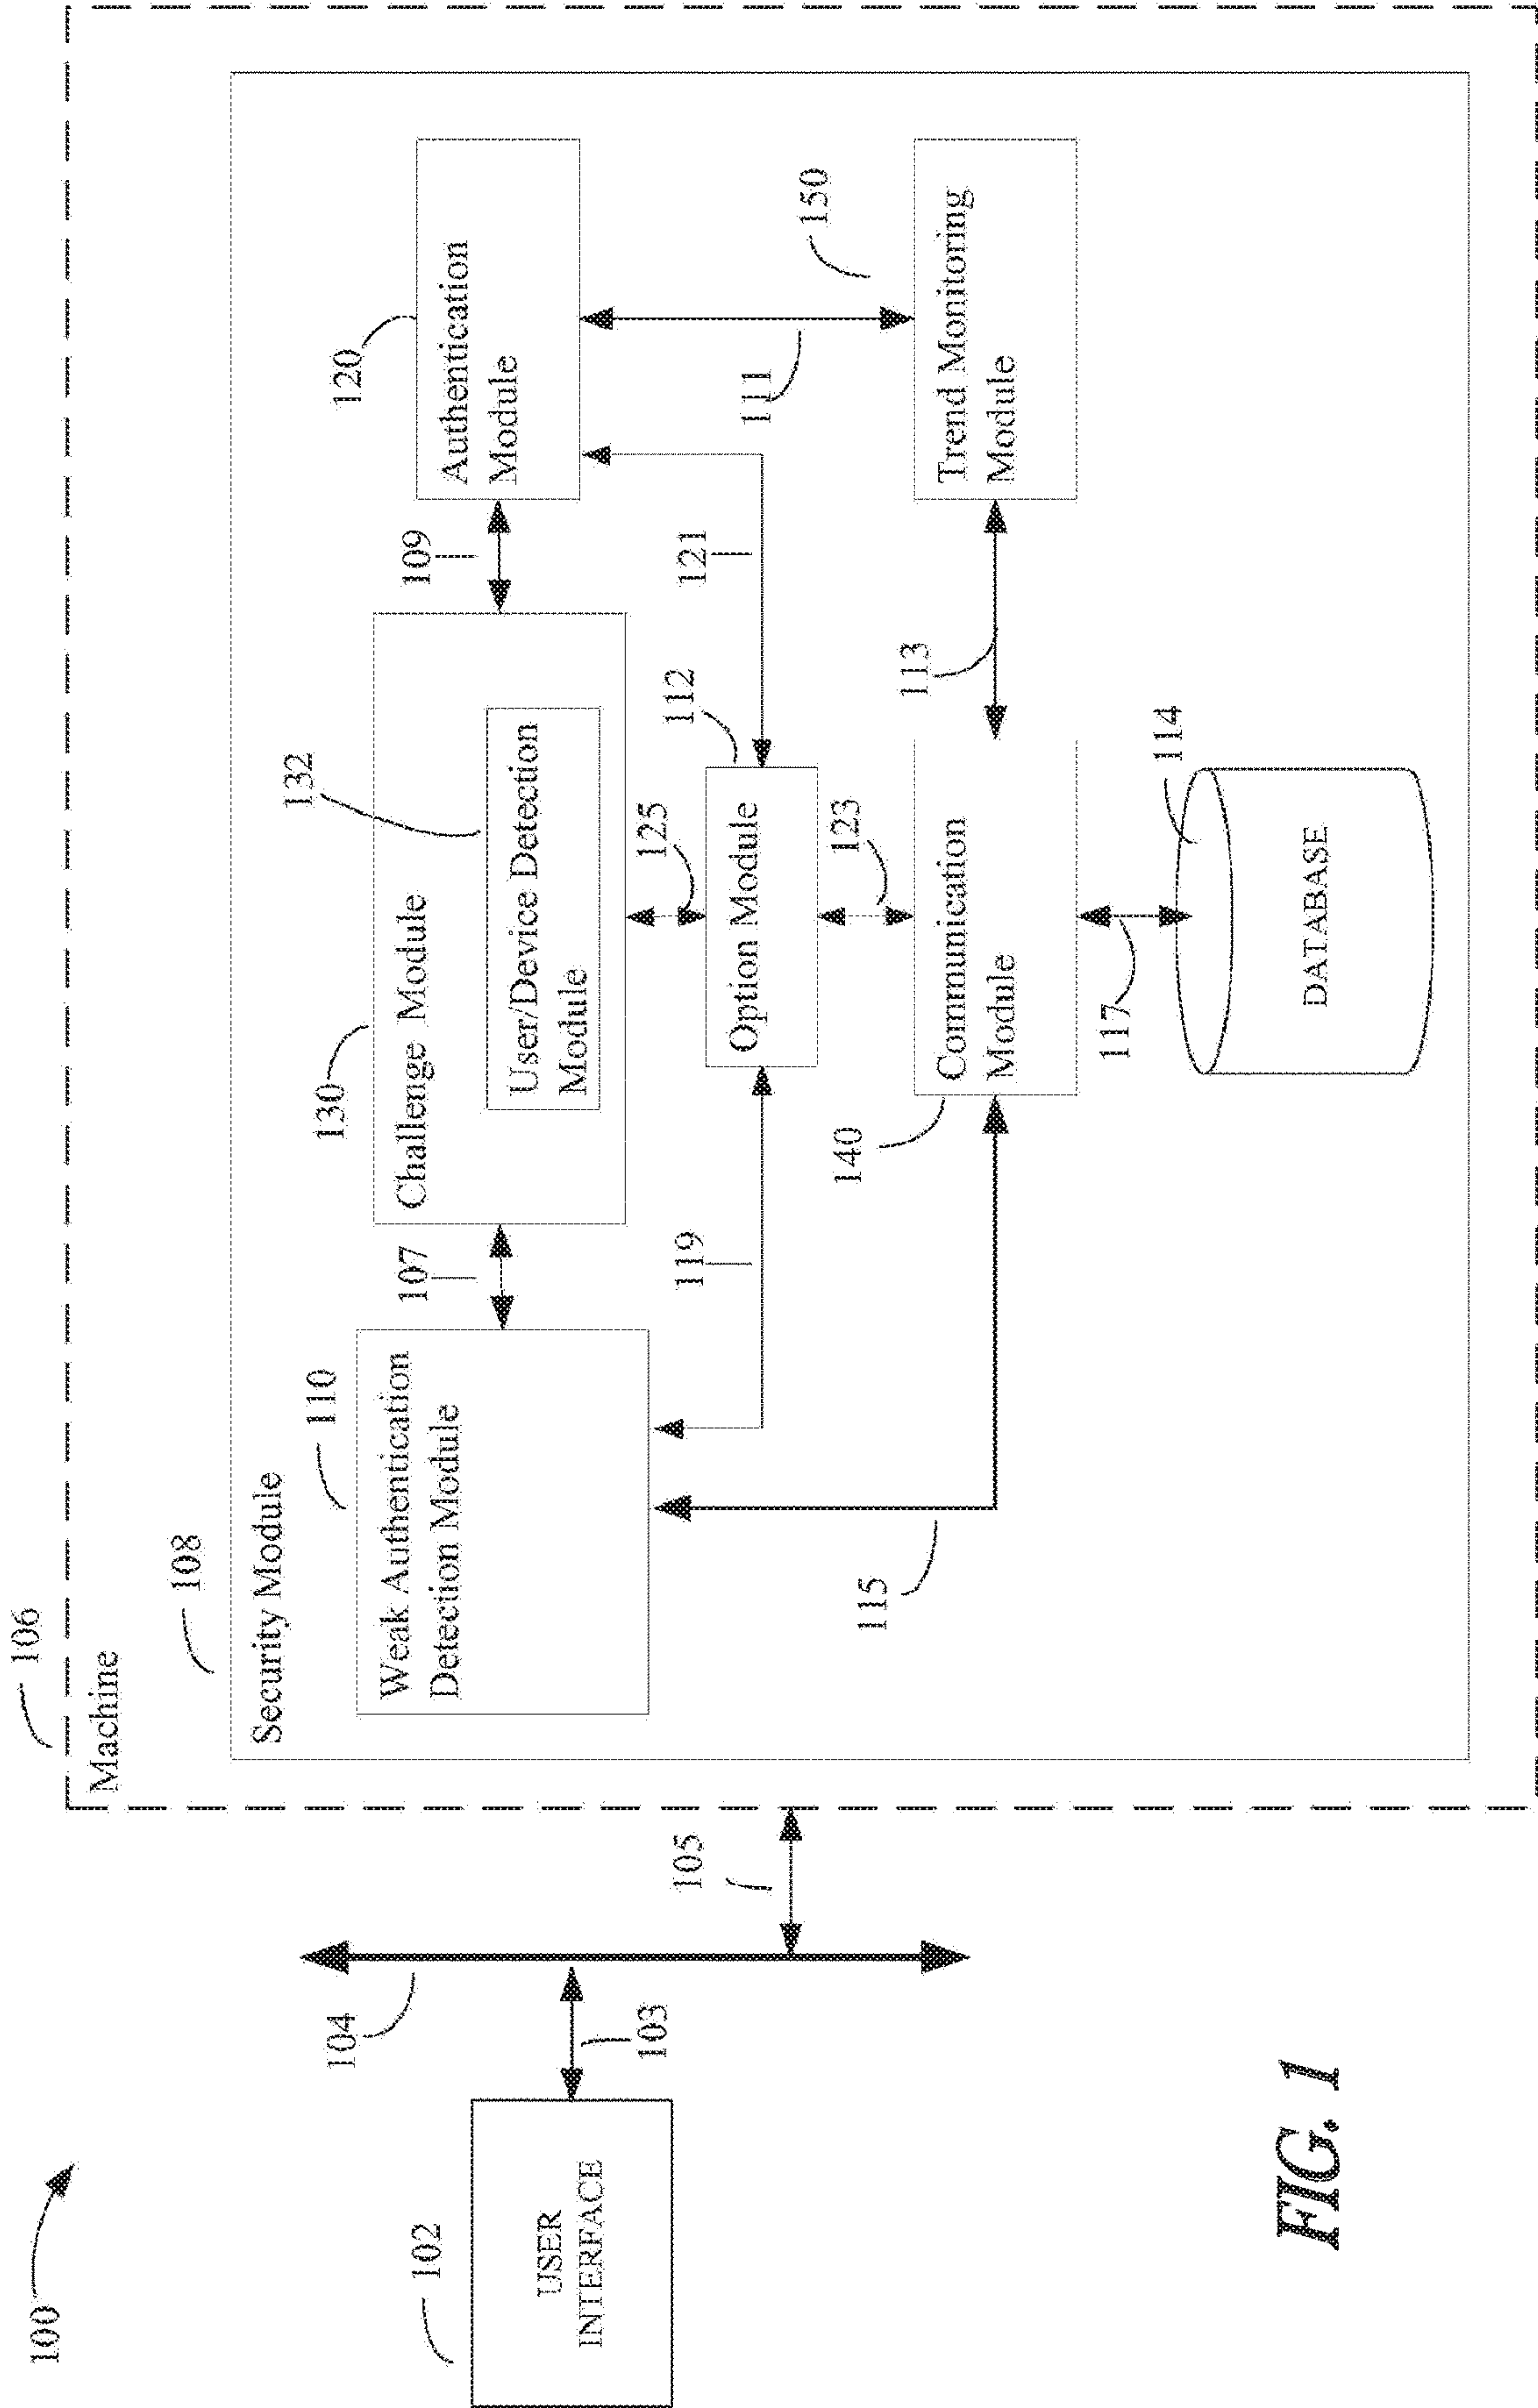 100
106
Machine
108
Security Module
110
Weak Authentication
Detection Module
107
130
Challenge Module
132
User/Device Detection
Module
109
120
Authentication
Module
102
USER
INTERFACE
104
103
105
119
125
112
Option Module
121
111
150
115
140
Communication
Module
123
113
Trend Monitoring
Module
117
114
DATABASE
FIG. 1